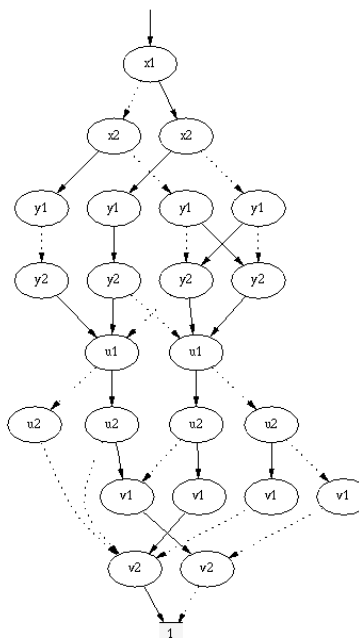 x1
x2 x2
y1 y1 y1 y1
y2 y2 y2 y2
u1 u1
u2 u2 u2 u2
v1 v1 v1 v1
v2 v2
1